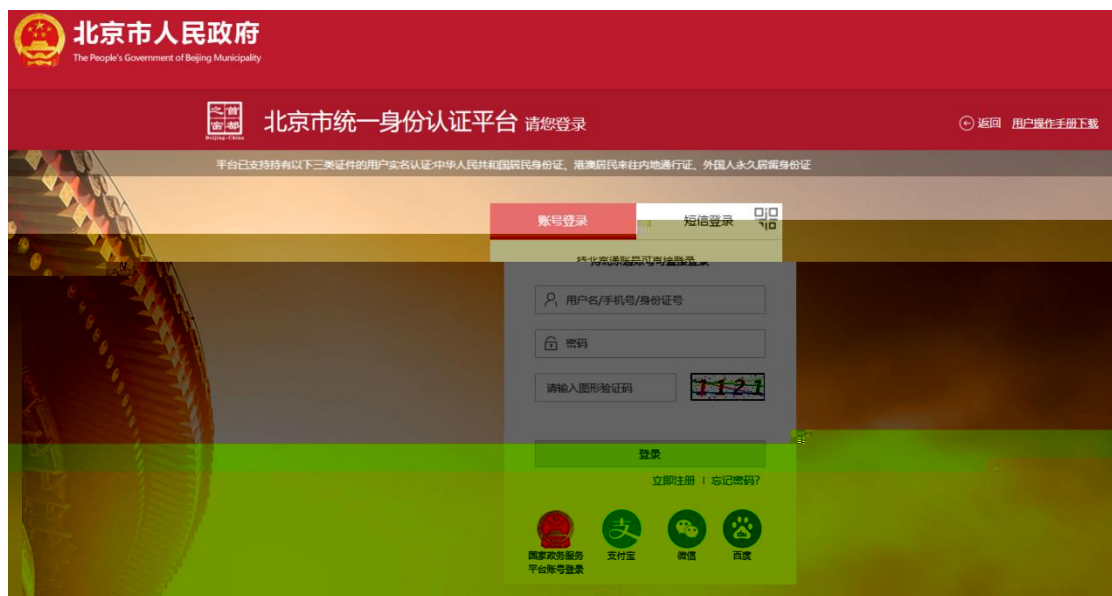 北京市人民政府
The People's Government of Beijing Municipality
首都之窗
Beijing-China
北京市统一身份认证平台 请您登录
返回 用户操作手册下载
平台已支持持有以下三类证件的用户实名认证:中华人民共和国居民身份证、港澳居民来往内地通行证、外国人永久居留身份证
账号登录 短信登录
用户名/手机号/身份证号
密码
请输入图形验证码 1121
登录
立即注册 | 忘记密码?
国家政务服务 支付宝 微信 百度
平台账号登录